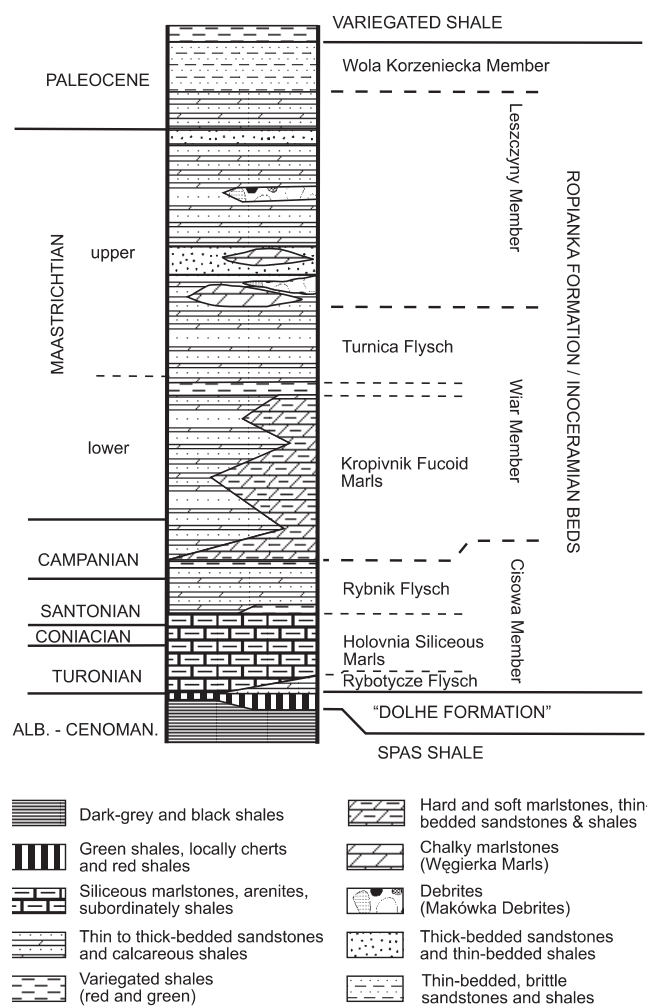 VARIEGATED SHALE
PALEOCENE
Wola Korzeniecka Member
Leszczyny Member
ROPIANKA FORMATION / INOCERAMIAN BEDS
MAASTRICHTIAN
upper
Turnica Flysch
Wiar Member
lower
Kropivnik Fucoid
Marls
CAMPANIAN
Cisowa Member
Rybnik Flysch
SANTONIAN
CONIACIAN
Holovnia Siliceous
Marls
TURONIAN
Rybotycze Flysch
"DOLHE FORMATION"
ALB. - CENOMAN.
SPAS SHALE
Dark-grey and black shales
Green shales, locally cherts
and red shales
Siliceous marlstones, arenites,
subordinately shales
Thin to thick-bedded sandstones
and calcareous shales
Variegated shales
(red and green)
Hard and soft marlstones, thin-
bedded sandstones & shales
Chalky marlstones
(Węgierka Marls)
Debrites
(Makówka Debrites)
Thick-bedded sandstones
and thin-bedded shales
Thin-bedded, brittle
sandstones and shales